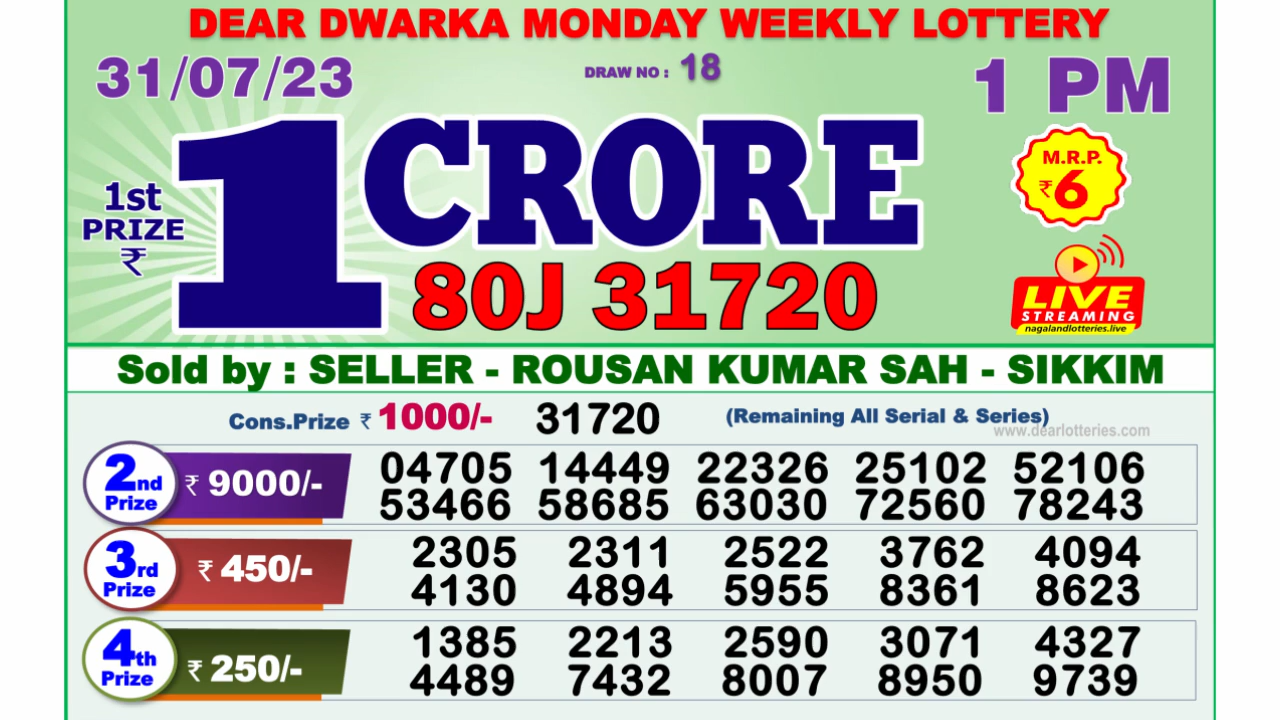 DEAR DWARKA MONDAY WEEKLY LOTTERY
31/07/23 DRAW NO : 18 1 PM
1st PRIZE ₹ 1 CRORE
M.R.P. ₹6
80J 31720
LIVE
STREAMING
nagalandlotteries.live
Sold by : SELLER - ROUSAN KUMAR SAH - SIKKIM
Cons.Prize ₹ 1000/- 31720 (Remaining All Serial & Series)
www.dearlotteries.com
2nd Prize ₹ 9000/-
04705 14449 22326 25102 52106
53466 58685 63030 72560 78243
3rd Prize ₹ 450/-
2305 2311 2522 3762 4094
4130 4894 5955 8361 8623
4th Prize ₹ 250/-
1385 2213 2590 3071 4327
4489 7432 8007 8950 9739